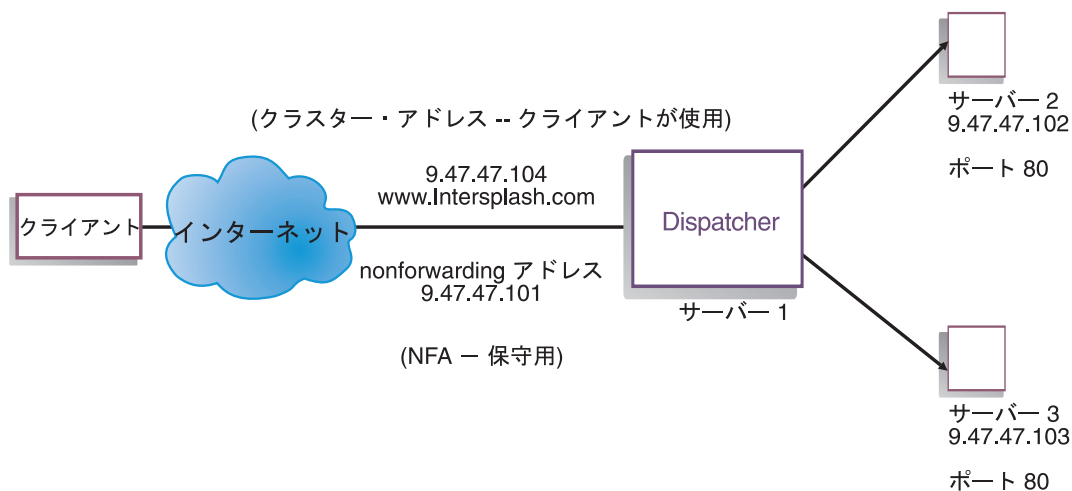 サーバー 2
9.47.47.102
ポート 80
(クラスター・アドレス -- クライアントが使用)
9.47.47.104
www.Intersplash.com
クライアント
インターネット
Dispatcher
nonforwarding アドレス
9.47.47.101
サーバー 1
(NFA － 保守用)
サーバー 3
9.47.47.103
ポート 80